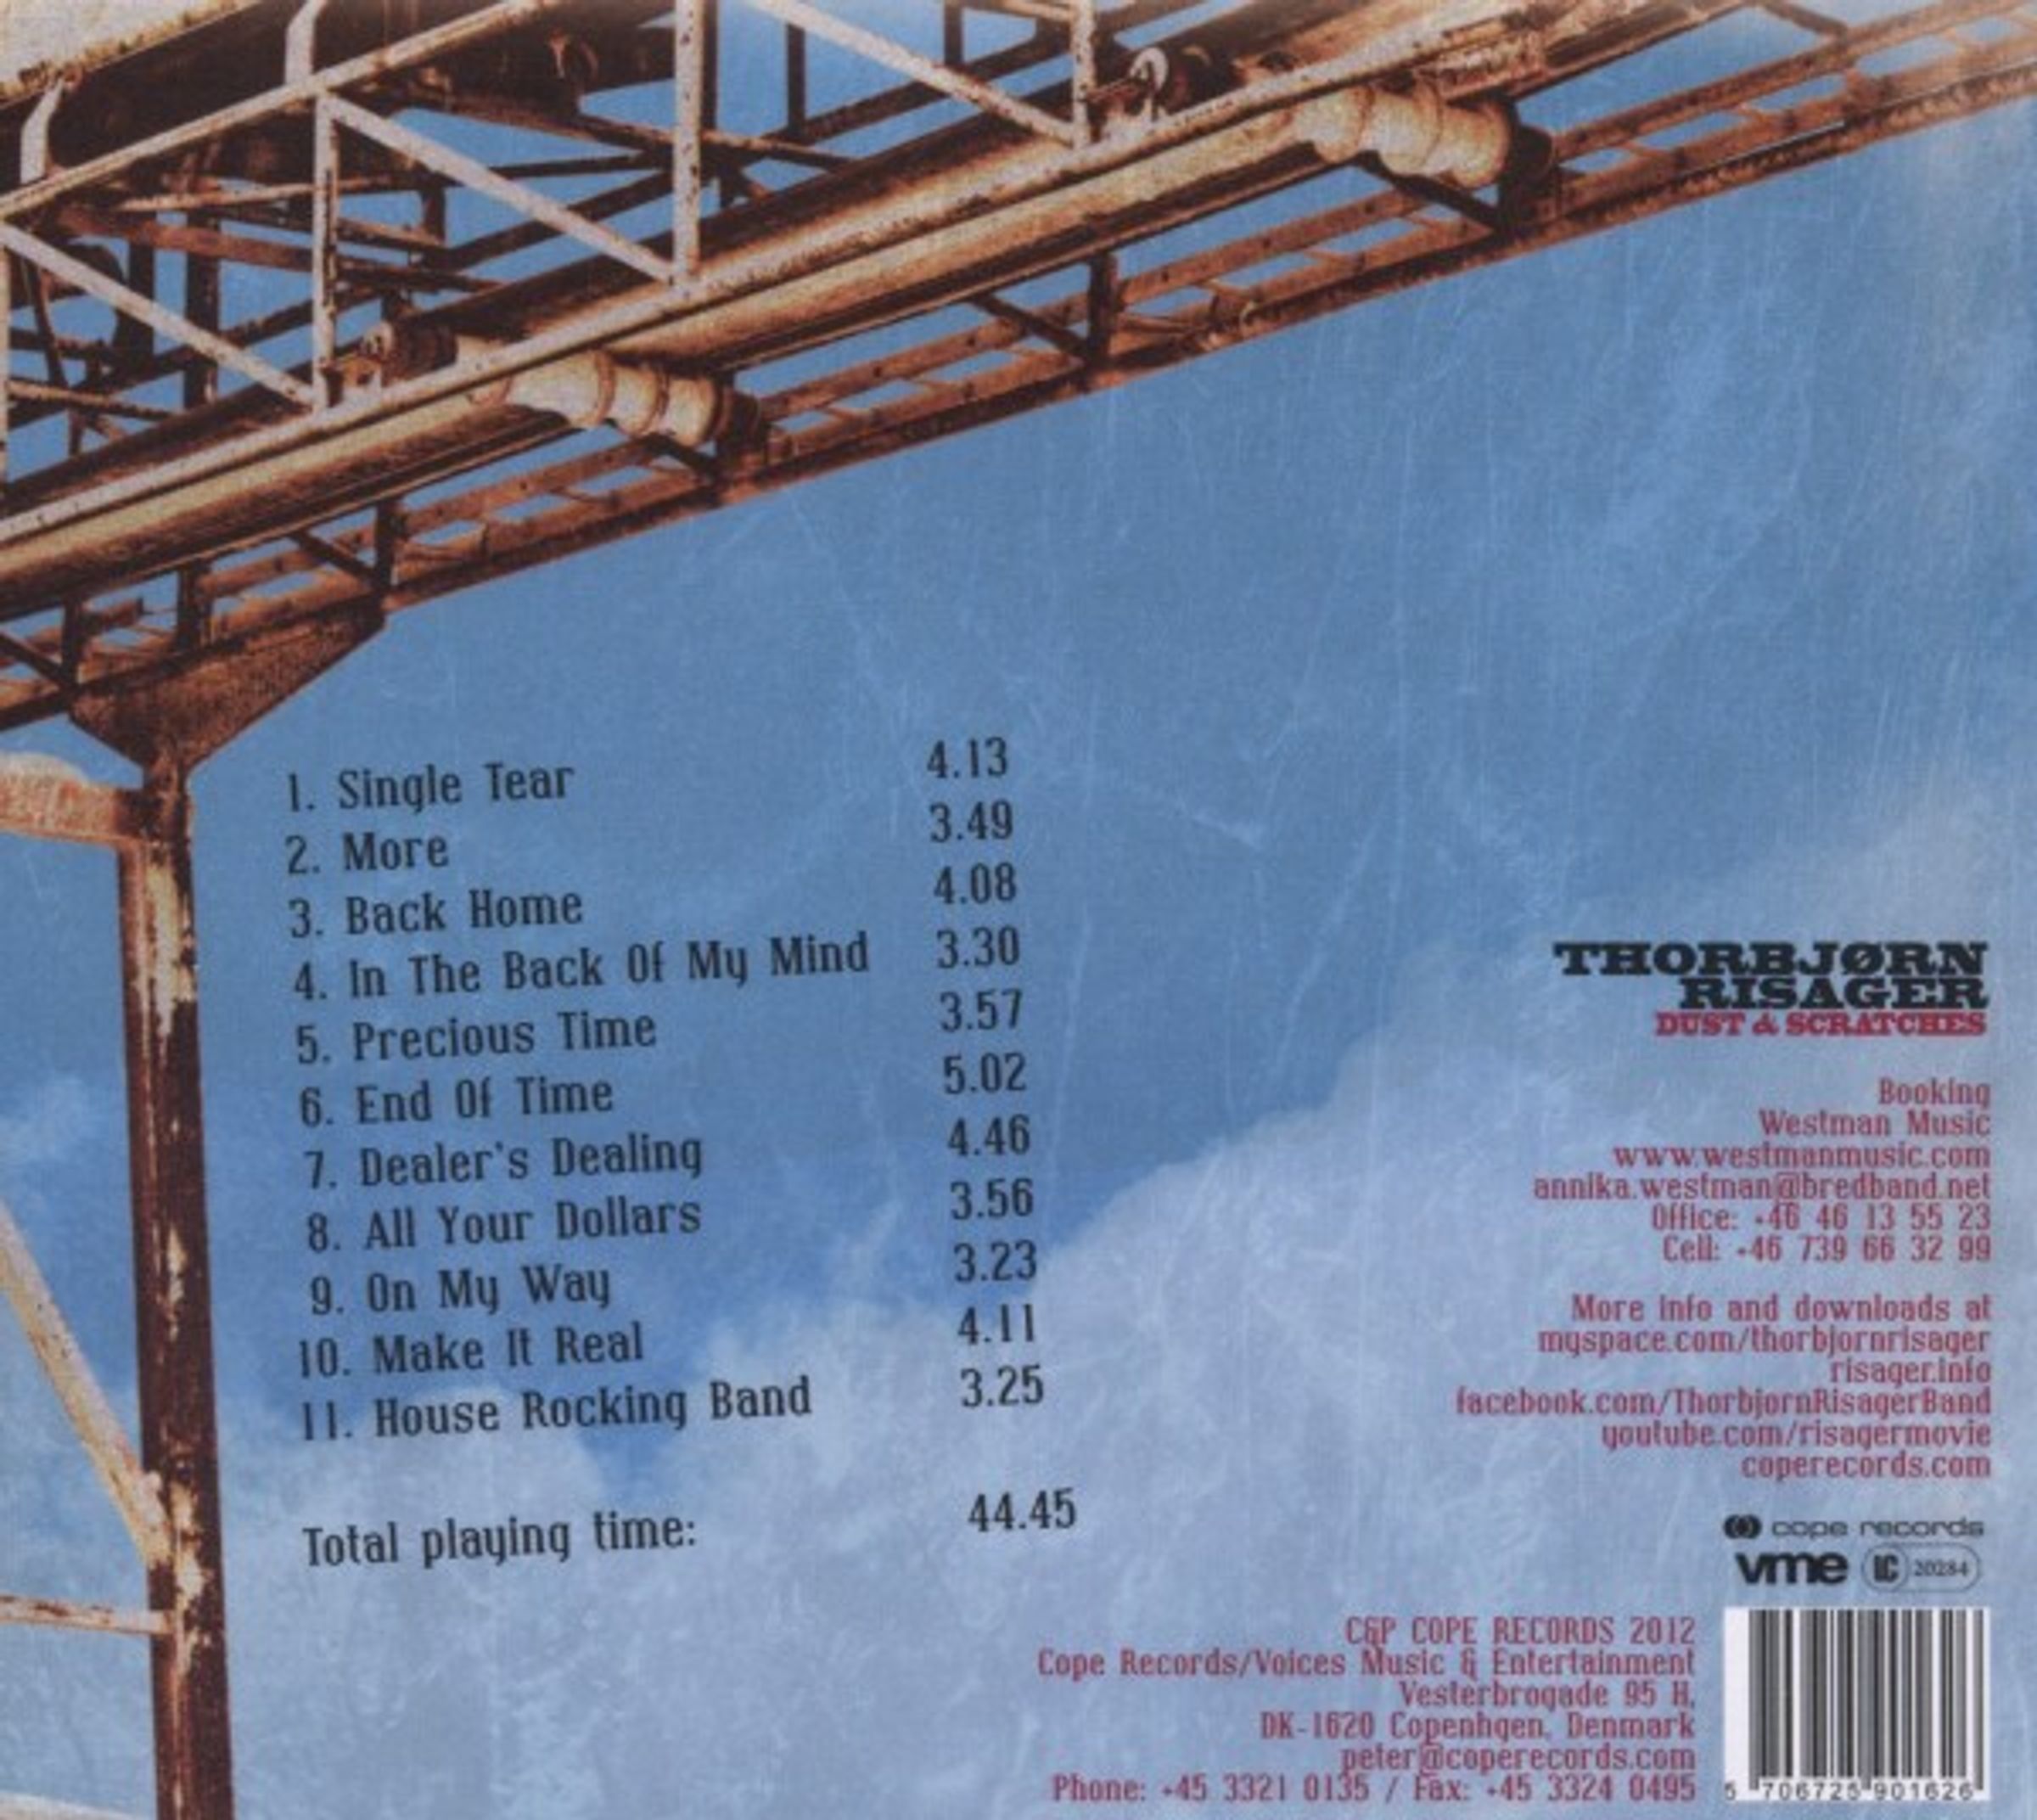 1. Single Tear 4.13
2. More 3.49
3. Back Home 4.08
4. In The Back Of My Mind 3.30
5. Precious Time 3.57
6. End Of Time 5.02
7. Dealer's Dealing 4.46
8. All Your Dollars 3.56
9. On My Way 3.23
10. Make It Real 4.11
11. House Rocking Band 3.25
Total playing time: 44.45
THORBJØRN
RISAGER
DUST & SCRATCHES
Booking
Westman Music
www.westmanmusic.com
annika.westman@bredband.net
Office: +46 46 13 55 23
Cell: +46 739 66 32 99
More info and downloads at
myspace.com/thorbjornrisager
risager.info
facebook.com/ThorbjornRisagerBand
youtube.com/risagermovie
coperecords.com
cope records
vme LC 20284
C&P COPE RECORDS 2012
Cope Records/Voices Music & Entertainment
Vesterbrogade 95 H,
DK-1620 Copenhgen, Denmark
peter@coperecords.com
Phone: +45 3321 0135 / Fax: +45 3324 0495
5 706725 901626